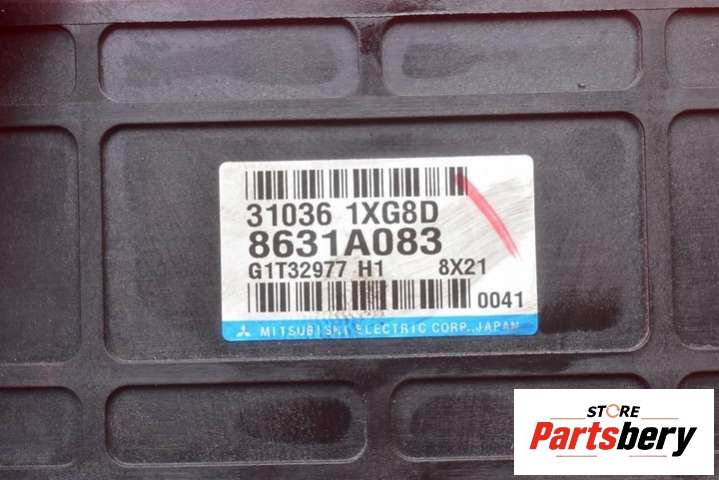 31036 1XG8D
8631A083
G1T32977 H1 8X21
0041
MITSUBISHI ELECTRIC CORP., JAPAN
STORE
Partsbery